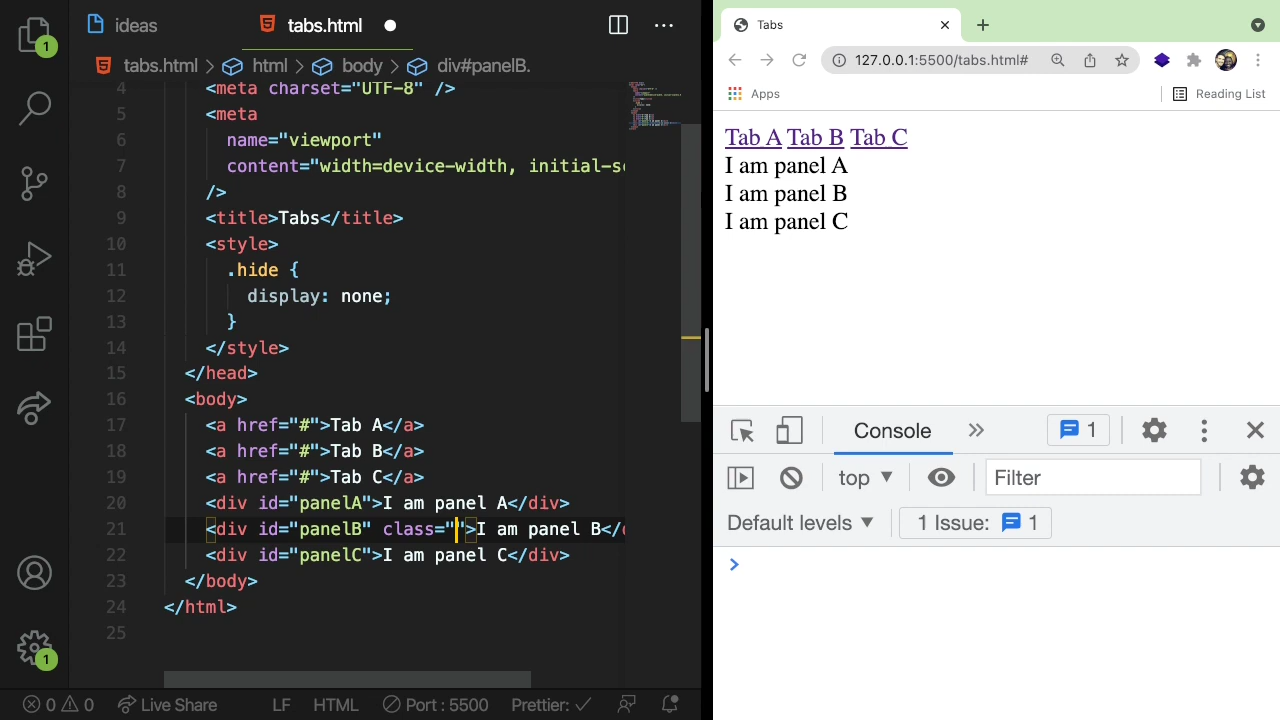 1
ideas
tabs.html
tabs.html
html
body
div#panelB.
4 <meta charset="UTF-8" />
5 <meta
6 name="viewport"
7 content="width=device-width, initial-sc
8 />
9 <title>Tabs</title>
10 <style>
11 .hide {
12 display: none;
13 }
14 </style>
15 </head>
16 <body>
17 <a href="#">Tab A</a>
18 <a href="#">Tab B</a>
19 <a href="#">Tab C</a>
20 <div id="panelA">I am panel A</div>
21 <div id="panelB" class="">I am panel B</d
22 <div id="panelC">I am panel C</div>
23 </body>
24 </html>
25
1
0 0 Live Share LF HTML Port : 5500 Prettier:
Tabs
127.0.0.1:5500/tabs.html#
Apps
Reading List
Tab A Tab B Tab C
I am panel A
I am panel B
I am panel C
Console
1
top
Filter
Default levels
1 Issue: 1